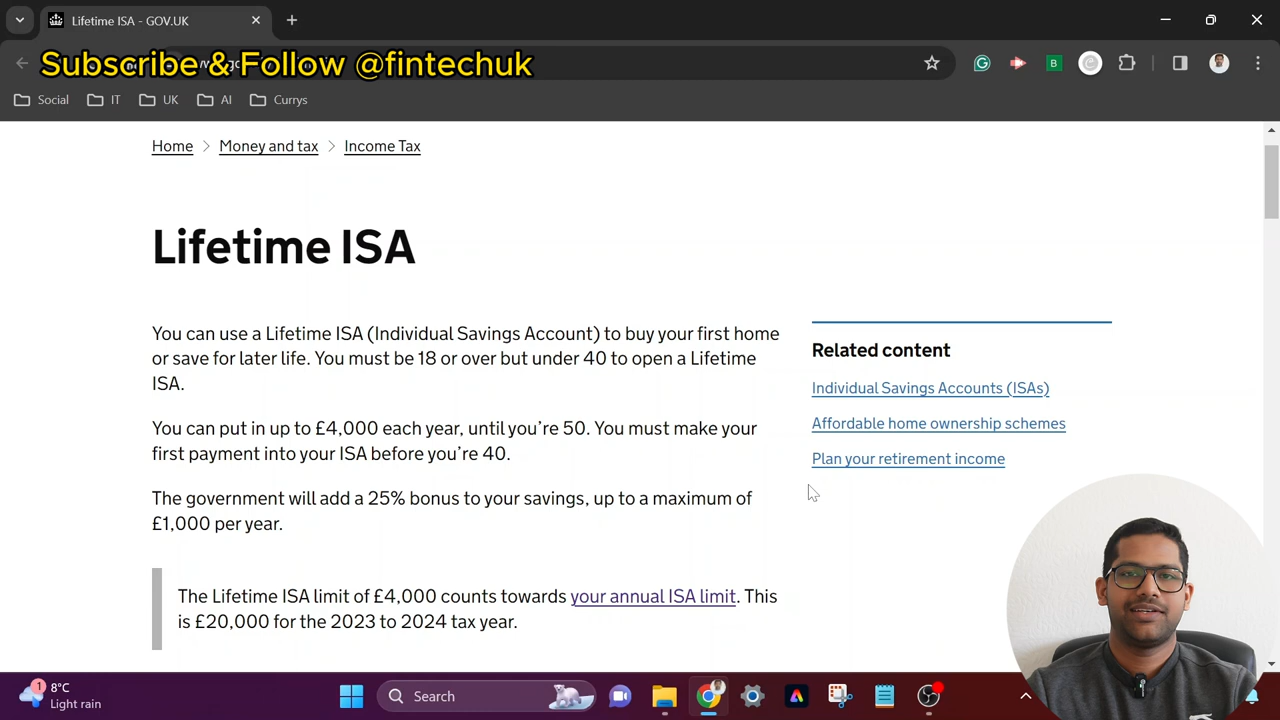 Lifetime ISA - GOV.UK
Subscribe & Follow @fintechuk
Social
IT
UK
AI
Currys
Home
Money and tax
Income Tax
Lifetime ISA
You can use a Lifetime ISA (Individual Savings Account) to buy your first home
or save for later life. You must be 18 or over but under 40 to open a Lifetime
ISA.
You can put in up to £4,000 each year, until you’re 50. You must make your
first payment into your ISA before you’re 40.
The government will add a 25% bonus to your savings, up to a maximum of
£1,000 per year.
The Lifetime ISA limit of £4,000 counts towards your annual ISA limit. This
is £20,000 for the 2023 to 2024 tax year.
Related content
Individual Savings Accounts (ISAs)
Affordable home ownership schemes
Plan your retirement income
1
8°C
Light rain
Search